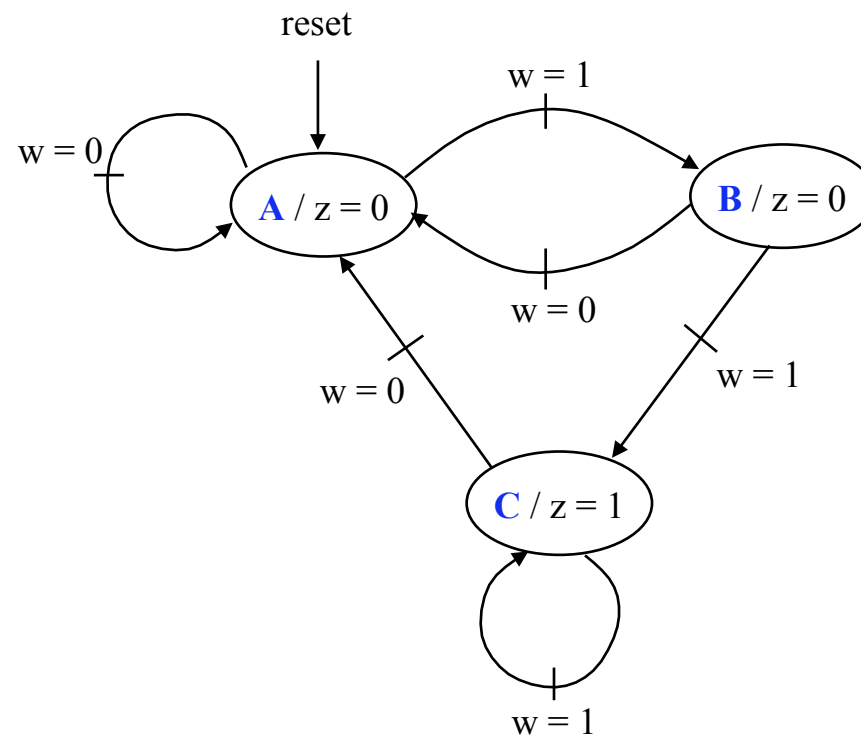 reset
w = 1
w = 0
A / z = 0
B / z = 0
w = 0
w = 0
w = 1
C / z = 1
w = 1